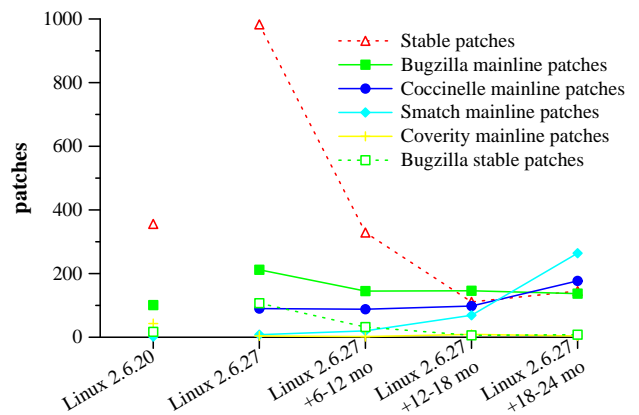 1000
800
600
400
200
0
patches
Stable patches
Bugzilla mainline patches
Coccinelle mainline patches
Smatch mainline patches
Coverity mainline patches
Bugzilla stable patches
Linux 2.6.20
Linux 2.6.27
Linux 2.6.27
+6-12 mo
Linux 2.6.27
+12-18 mo
Linux 2.6.27
+18-24 mo